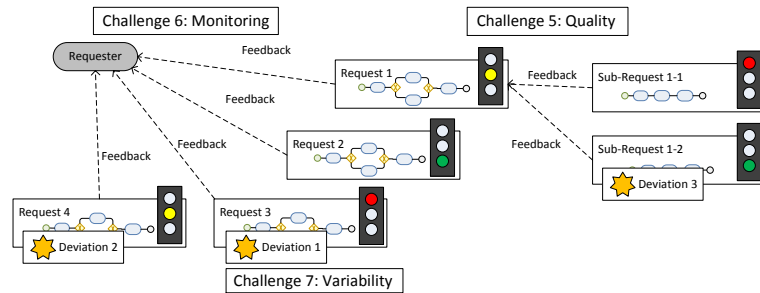 Challenge 6: Monitoring
Challenge 5: Quality
Feedback
Requester
Request 1
Feedback
Sub-Request 1-1
Feedback
Request 2
Feedback
Sub-Request 1-2
Feedback
Feedback
Deviation 3
Request 4
Request 3
Deviation 2
Deviation 1
Challenge 7: Variability